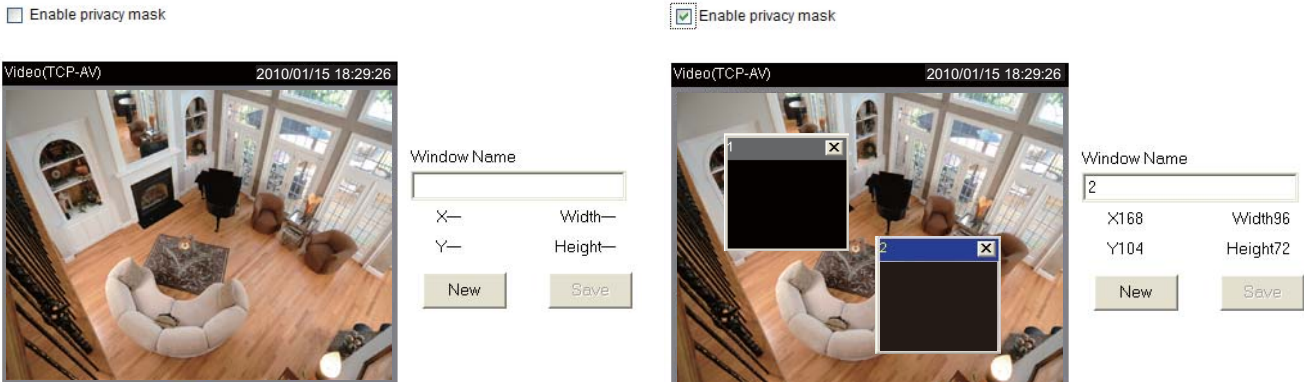 Enable privacy mask
Video(TCP-AV) 2010/01/15 18:29:26
Window Name
X— Width—
Y— Height—
New Save
Enable privacy mask
Video(TCP-AV) 2010/01/15 18:29:26
1
2
Window Name
2
X168 Width96
Y104 Height72
New Save